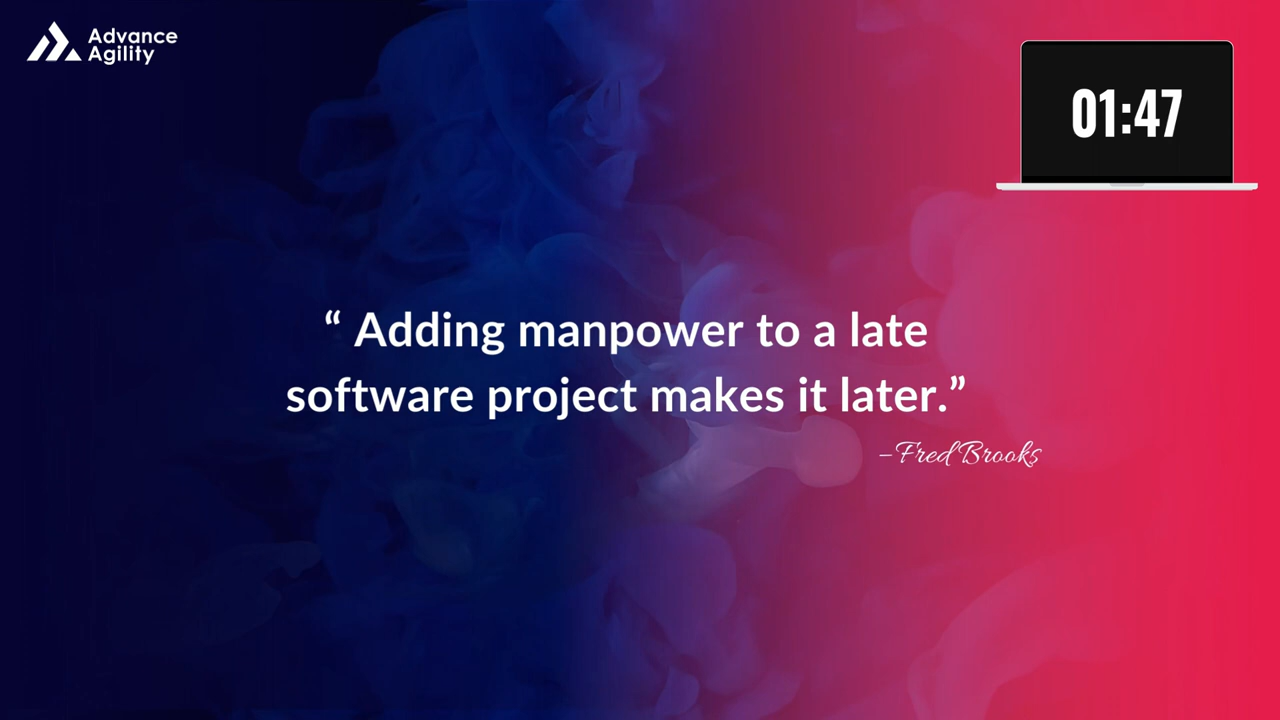 Advance
Agility
01:47
“ Adding manpower to a late
software project makes it later.”
–Fred Brooks